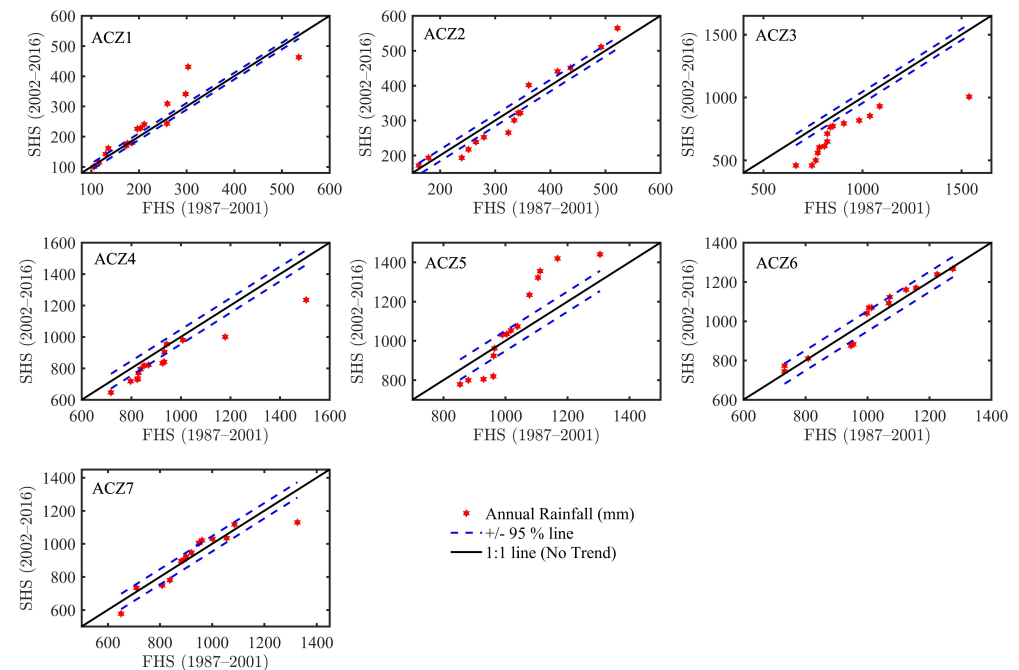 ACZ1
600
500
400
300
200
100
SHS (2002–2016)
100 200 300 400 500 600
FHS (1987–2001)
ACZ2
600
400
200
SHS (2002–2016)
200 300 400 500 600
FHS (1987–2001)
ACZ3
1500
1000
500
SHS (2002–2016)
500 1000 1500
FHS (1987–2001)
ACZ4
1600
1400
1200
1000
800
600
SHS (2002–2016)
600 800 1000 1200 1400 1600
FHS (1987–2001)
ACZ5
1400
1200
1000
800
SHS (2002–2016)
800 1000 1200 1400
FHS (1987–2001)
ACZ6
1400
1200
1000
800
600
SHS (2002–2016)
600 800 1000 1200 1400
FHS (1987–2001)
ACZ7
1400
1200
1000
800
600
SHS (2002–2016)
600 800 1000 1200 1400
FHS (1987–2001)
Annual Rainfall (mm)
+/- 95 % line
1:1 line (No Trend)